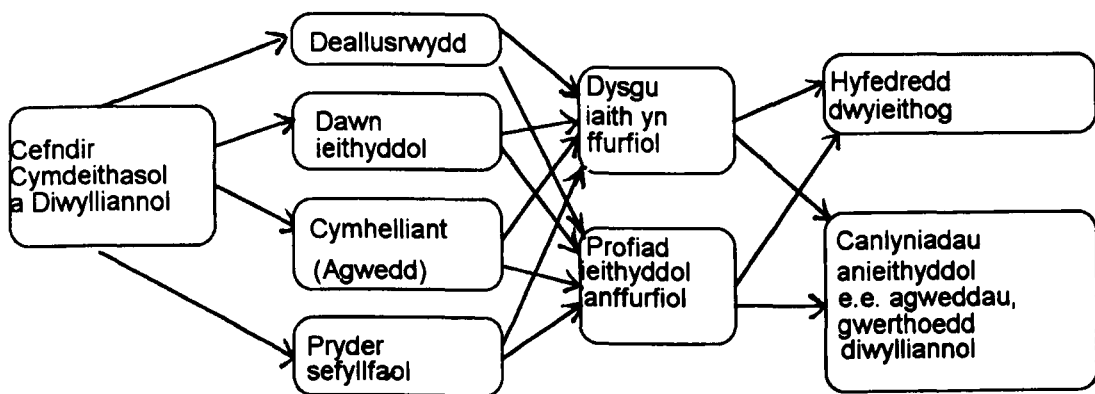 Cefndir
Cymdeithasol
a Diwylliannol
Deallusrwydd
Dawn
ieithyddol
Cymhelliant
(Agwedd)
Pryder
sefyllfaol
Dysgu
iaith yn
ffurfiol
Profiad
ieithyddol
anffurfiol
Hyfedredd
dwyieithog
Canlyniadau
anieithyddol
e.e. agweddau,
gwerthoedd
diwylliannol